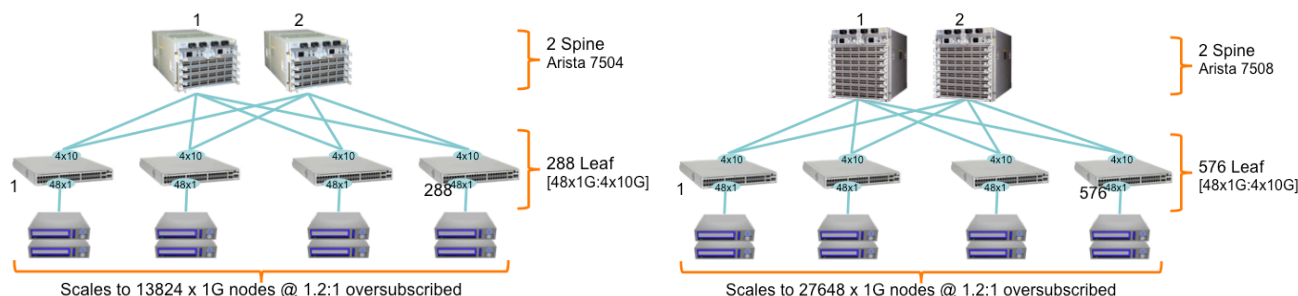 1 2
2 Spine
Arista 7504
4x10 4x10 4x10 4x10
1
288
48x1 48x1 48x1 48x1
288 Leaf
[48x1G:4x10G]
Scales to 13824 x 1G nodes @ 1.2:1 oversubscribed
1 2
2 Spine
Arista 7508
4x10 4x10 4x10 4x10
1
576
48x1 48x1 48x1 48x1
576 Leaf
[48x1G:4x10G]
Scales to 27648 x 1G nodes @ 1.2:1 oversubscribed